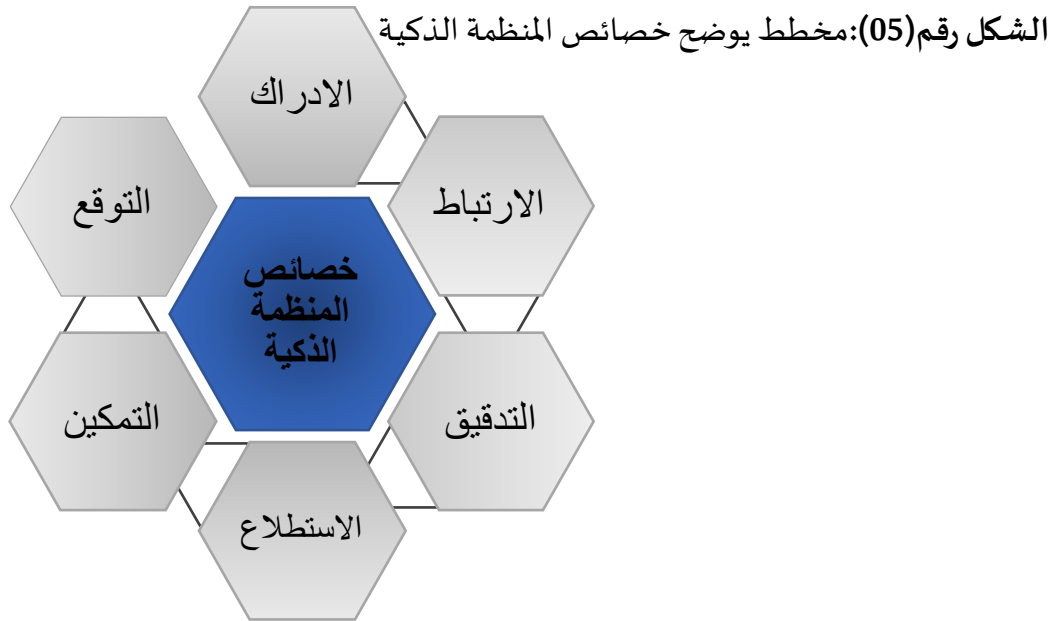 الشكل رقم(05):مخطط يوضح خصائص المنظمة الذكية
الادراك
الارتباط
التوقع
خصائص
المنظمة
الذكية
التدقيق
التمكين
الاستطلاع